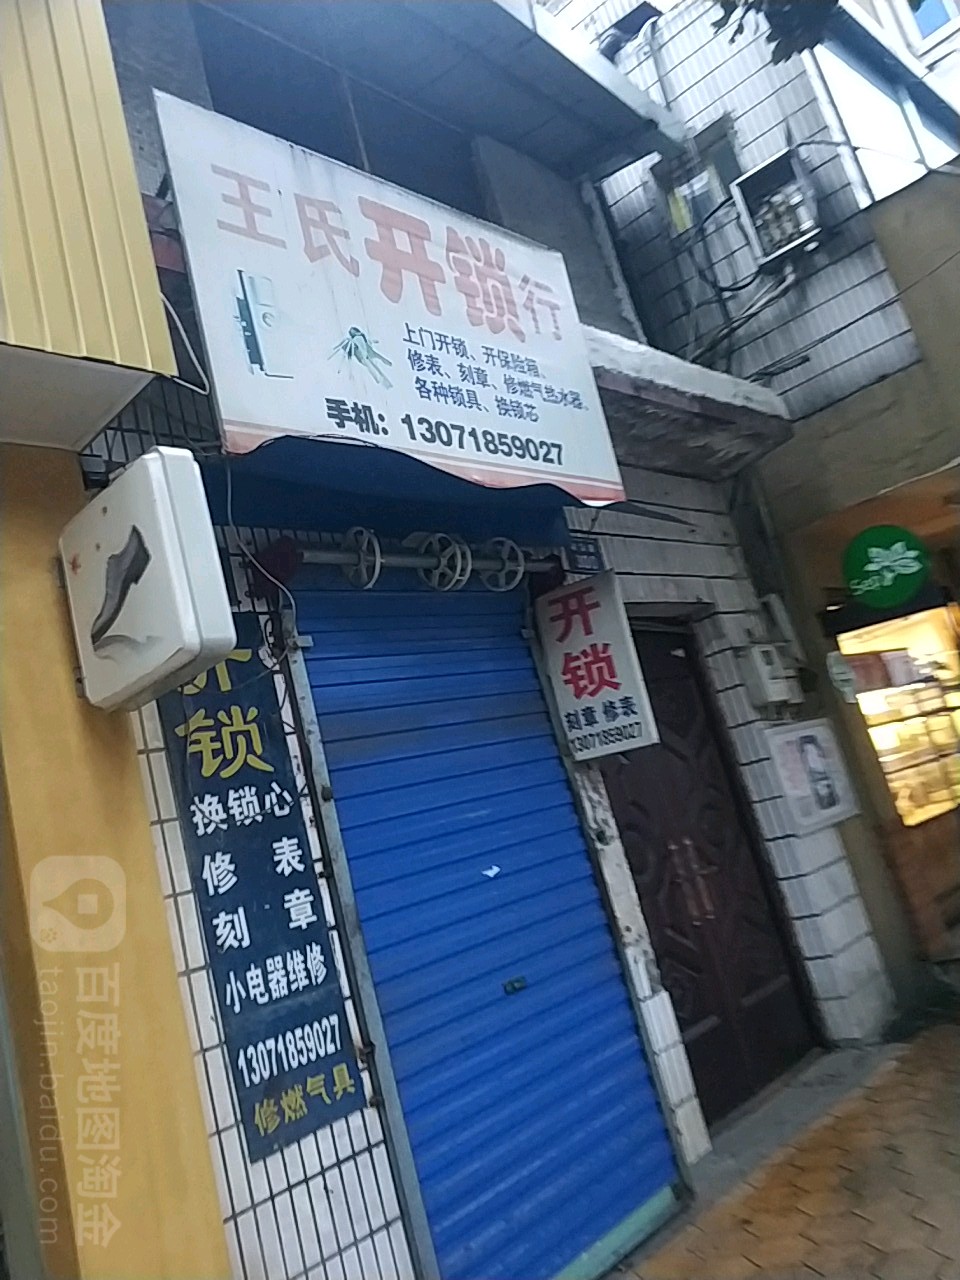 王氏开锁行
上门开锁、开保险箱、
修表、刻章、修燃气热水器、
各种锁具、换锁芯
手机：13071859027
开
锁
刻章 修表
13071859027
开
锁
换锁心
修 表
刻 章
小电器维修
13071859027
修燃气具
百度地图淘金
taojin.baidu.com